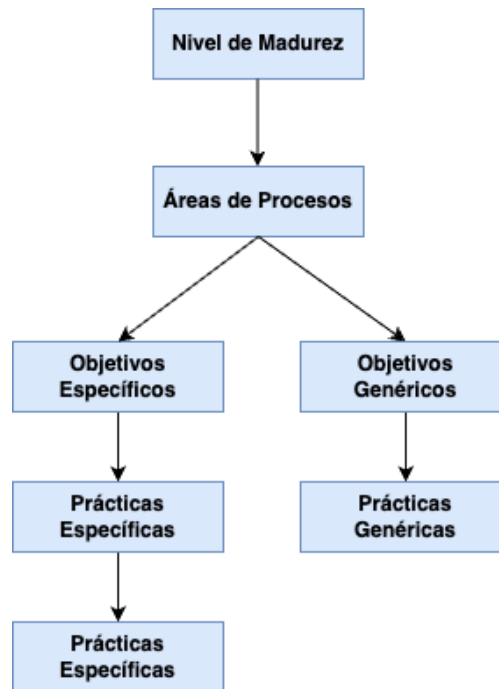 Nivel de Madurez
Áreas de Procesos
Objetivos
Específicos
Objetivos
Genéricos
Prácticas
Específicas
Prácticas
Genéricas
Prácticas
Específicas